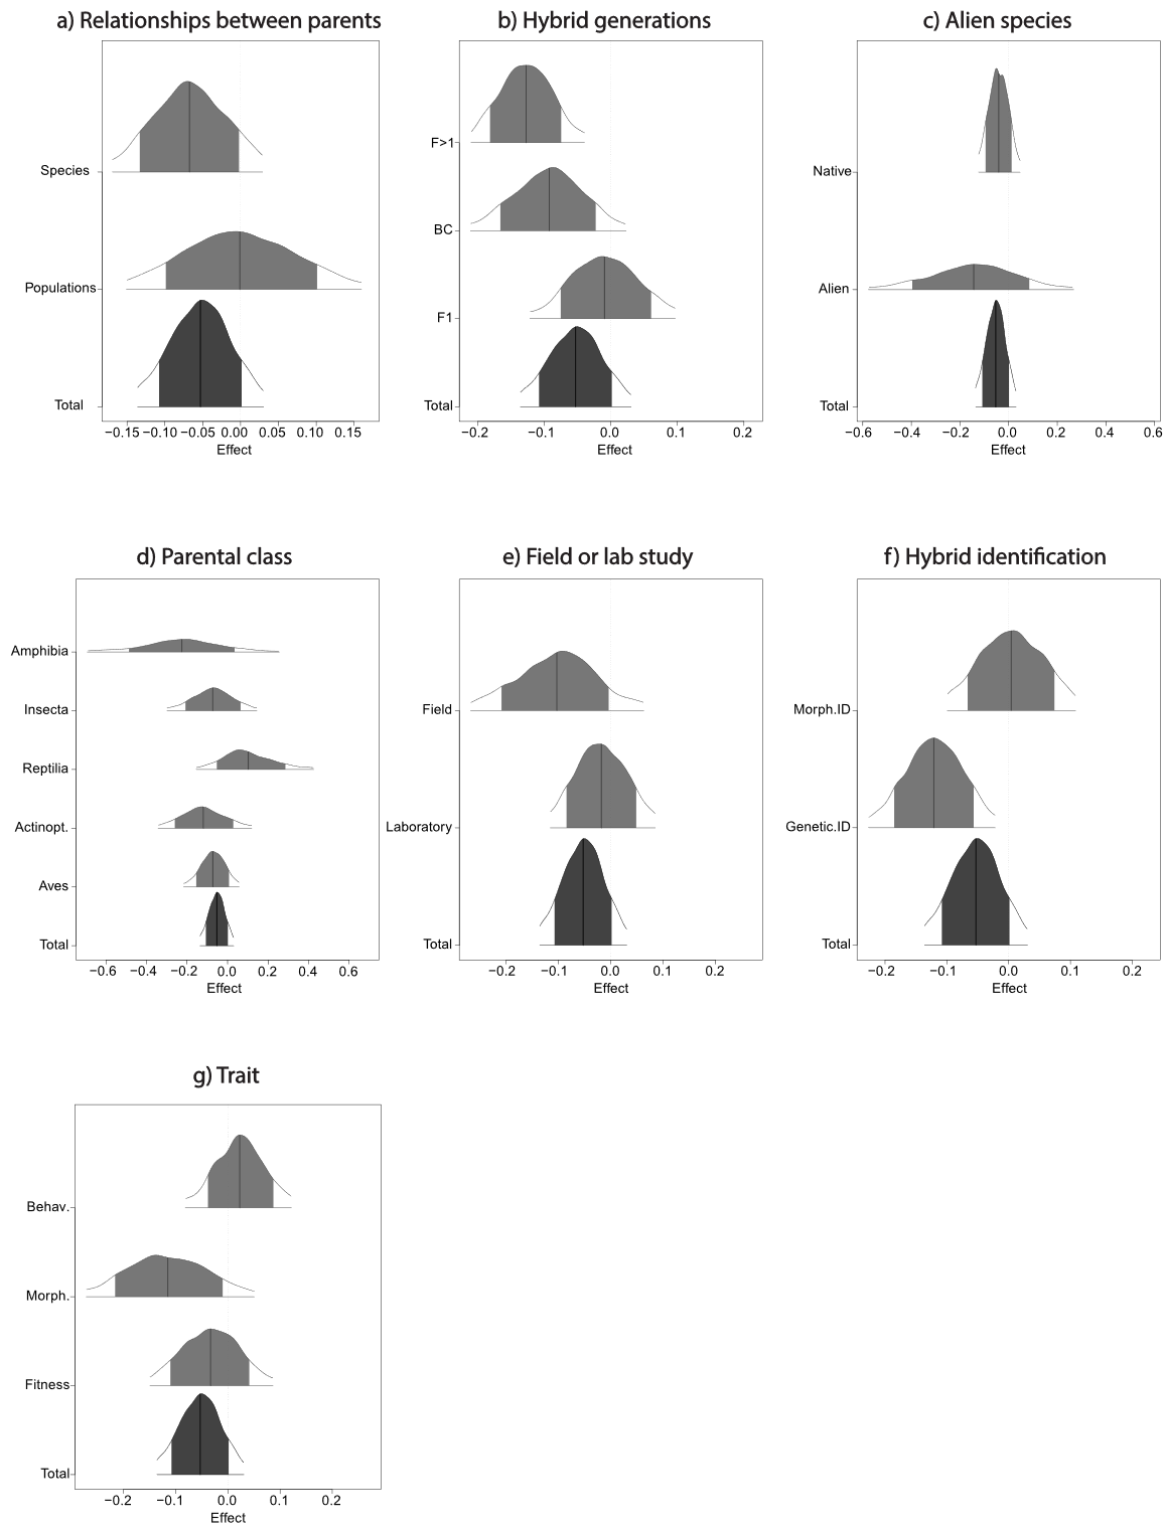 a) Relationships between parents
Species
Populations
Total
−0.15 −0.10 −0.05 0.00 0.05 0.10 0.15
Effect
b) Hybrid generations
F>1
BC
F1
Total
−0.2 −0.1 0.0 0.1 0.2
Effect
c) Alien species
Native
Alien
Total
−0.6 −0.4 −0.2 0.0 0.2 0.4 0.6
Effect
d) Parental class
Amphibia
Insecta
Reptilia
Actinopt.
Aves
Total
−0.6 −0.4 −0.2 0.0 0.2 0.4 0.6
Effect
e) Field or lab study
Field
Laboratory
Total
−0.2 −0.1 0.0 0.1 0.2
Effect
f) Hybrid identification
Morph.ID
Genetic.ID
Total
−0.2 −0.1 0.0 0.1 0.2
Effect
g) Trait
Behav.
Morph.
Fitness
Total
−0.2 −0.1 0.0 0.1 0.2
Effect